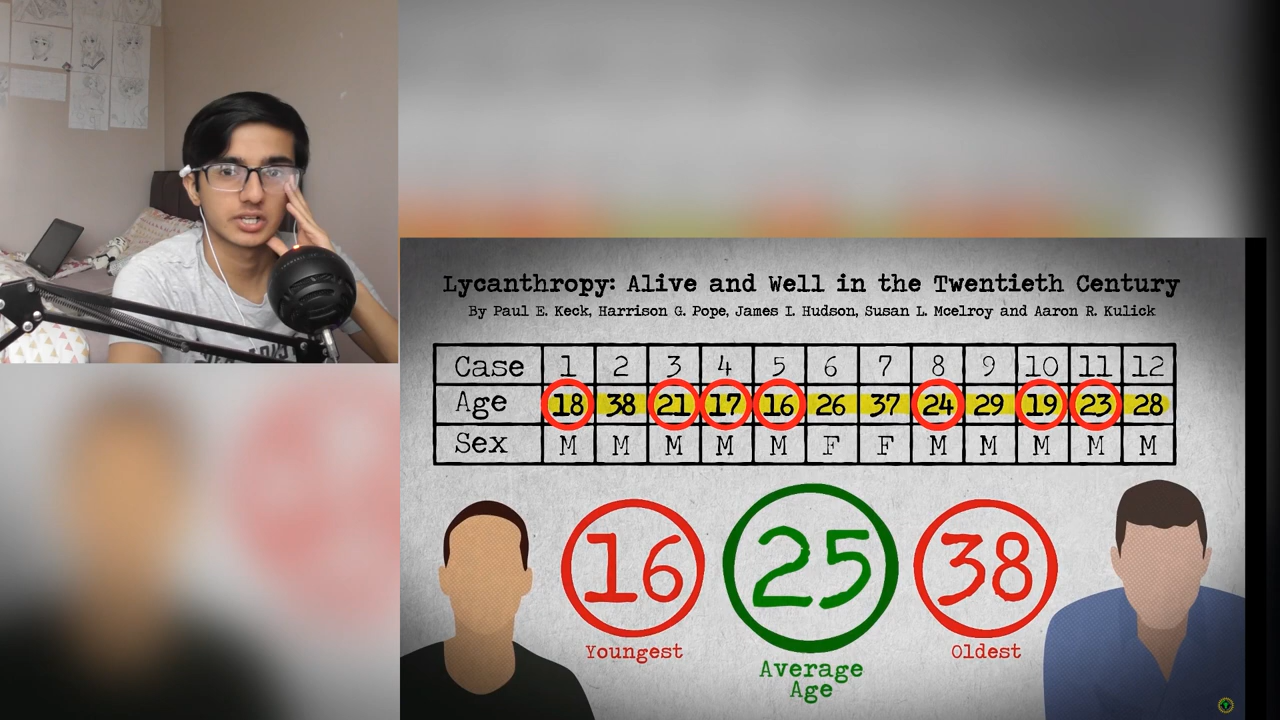 Lycanthropy: Alive and Well in the Twentieth Century
By Paul E. Keck, Harrison G. Pope, James I. Hudson, Susan L. Mcelroy and Aaron R. Kulick
Case 1 2 3 4 5 6 7 8 9 10 11 12
Age 18 38 21 17 16 26 37 24 29 19 23 28
Sex M M M M M F F M M M M M
16 25 38
Youngest Oldest
Average
Age